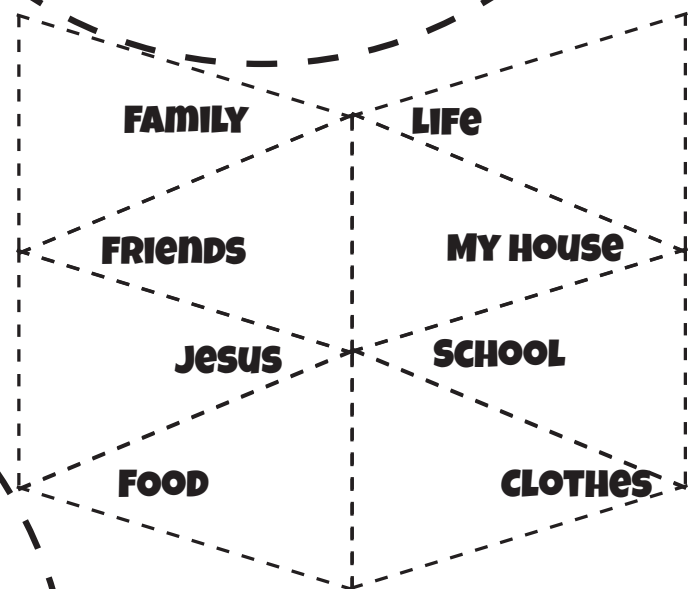 FAMILY
LIFE
FRIENDS
MY HOUSE
JESUS
SCHOOL
FOOD
CLOTHES